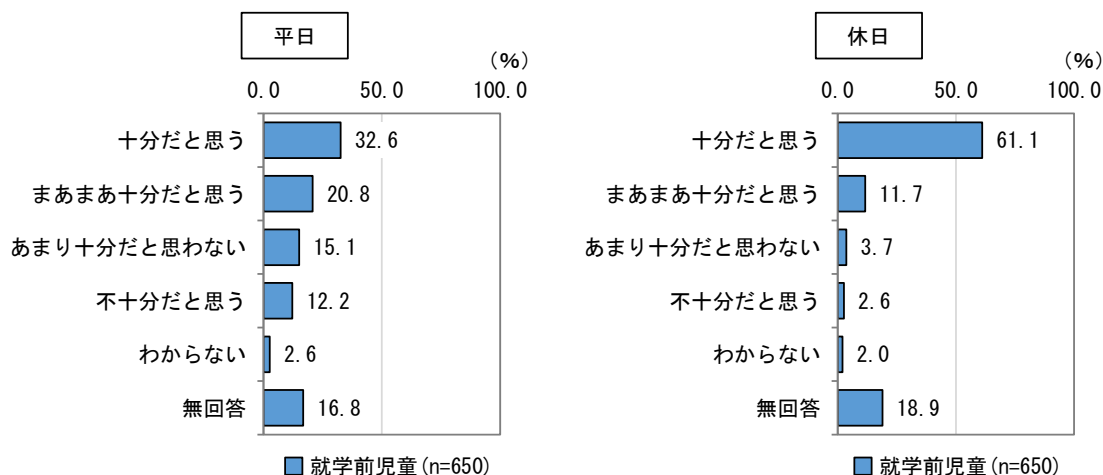 平日
(%)
0.0 50.0 100.0
十分だと思う 32.6
まあまあ十分だと思う 20.8
あまり十分だと思わない 15.1
不十分だと思う 12.2
わからない 2.6
無回答 16.8
就学前児童(n=650)
休日
(%)
0.0 50.0 100.0
十分だと思う 61.1
まあまあ十分だと思う 11.7
あまり十分だと思わない 3.7
不十分だと思う 2.6
わからない 2.0
無回答 18.9
就学前児童(n=650)